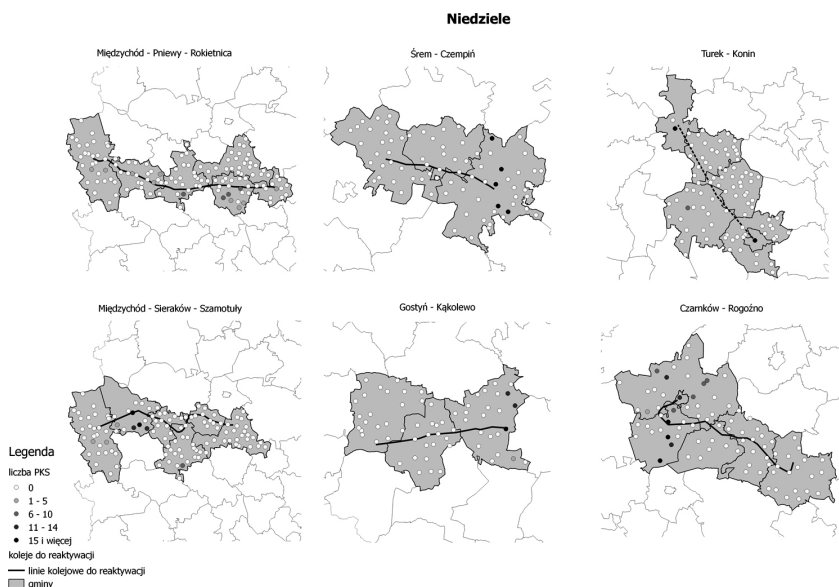 Niedziele
Międzychód - Pniewy - Rokietnica
Śrem - Czempiń
Turek - Konin
Międzychód - Sieraków - Szamotuły
Gostyń - Kąkolewo
Czarnków - Rogoźno
Legenda
liczba PKS
0
1 - 5
6 - 10
11 - 14
15 i więcej
koleje do reaktywacji
linie kolejowe do reaktywacji
gminy